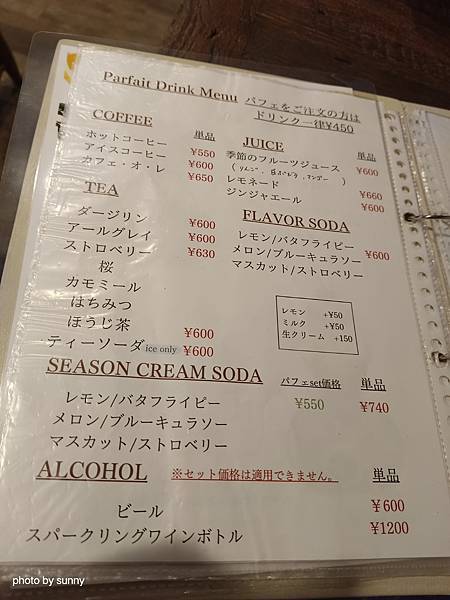 Parfait Drink Menu パフェをご注文の方は
ドリンク一律¥450
COFFEE 単品
ホットコーヒー ¥550
アイスコーヒー ¥600
カフェ・オ・レ ¥650
JUICE 単品
季節のフルーツジュース ¥600
レモネード ¥660
ジンジャエール ¥600
TEA
ダージリン ¥600
アールグレイ ¥600
ストロベリー ¥630
桜
カモミール
はちみつ
ほうじ茶 ¥600
ティーソーダ ice only ¥600
FLAVOR SODA
レモン/バタフライピー
メロン/ブルーキュラソー ¥600
マスカット/ストロベリー
レモン +¥50
ミルク +¥50
生クリーム +150
SEASON CREAM SODA パフェset価格 単品
レモン/バタフライピー ¥550 ¥740
メロン/ブルーキュラソー
マスカット/ストロベリー
ALCOHOL ※セット価格は適用できません。 単品
ビール ¥600
スパークリングワインボトル ¥1200
photo by sunny